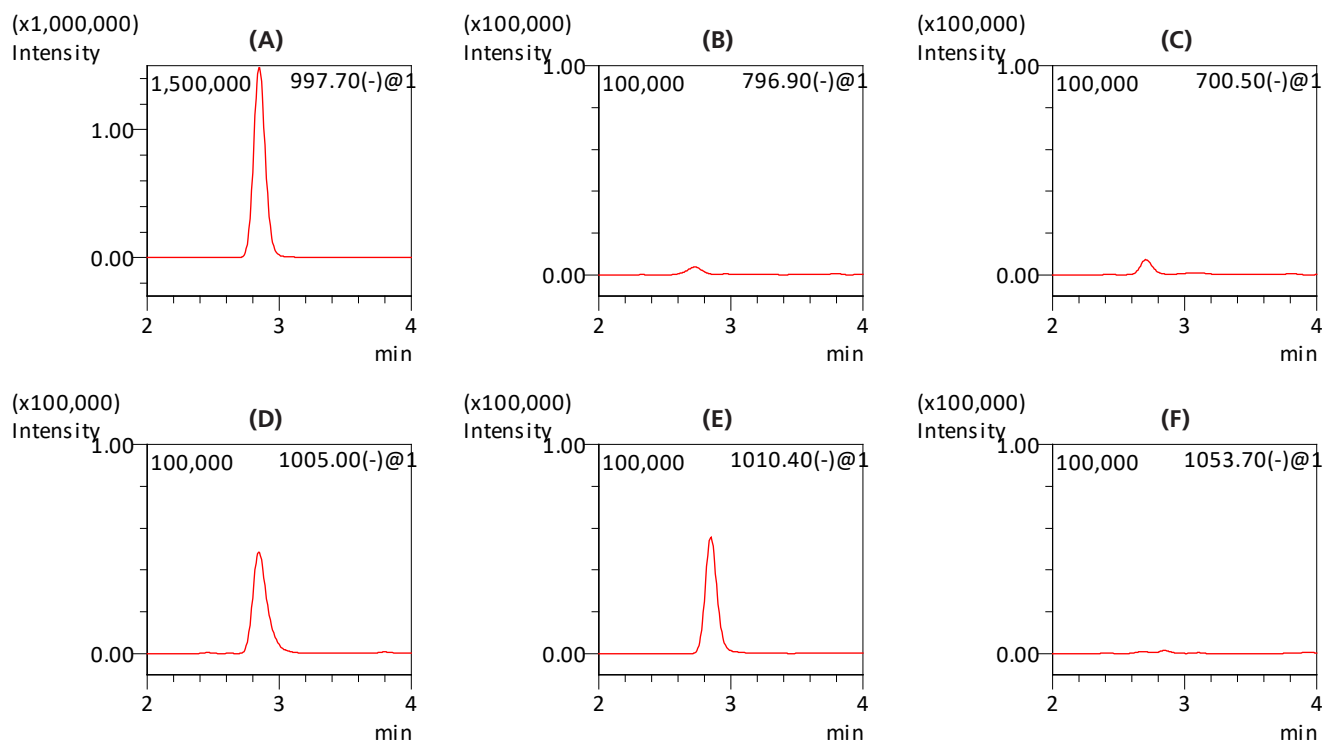 (x1,000,000)
Intensity
(A)
1,500,000
997.70(-)@1
1.00
0.00
2
3
4
min
(x100,000)
Intensity
(B)
1.00
100,000
796.90(-)@1
0.00
2
3
4
min
(x100,000)
Intensity
(C)
1.00
100,000
700.50(-)@1
0.00
2
3
4
min
(x100,000)
Intensity
(D)
1.00
100,000
1005.00(-)@1
0.00
2
3
4
min
(x100,000)
Intensity
(E)
1.00
100,000
1010.40(-)@1
0.00
2
3
4
min
(x100,000)
Intensity
(F)
1.00
100,000
1053.70(-)@1
0.00
2
3
4
min